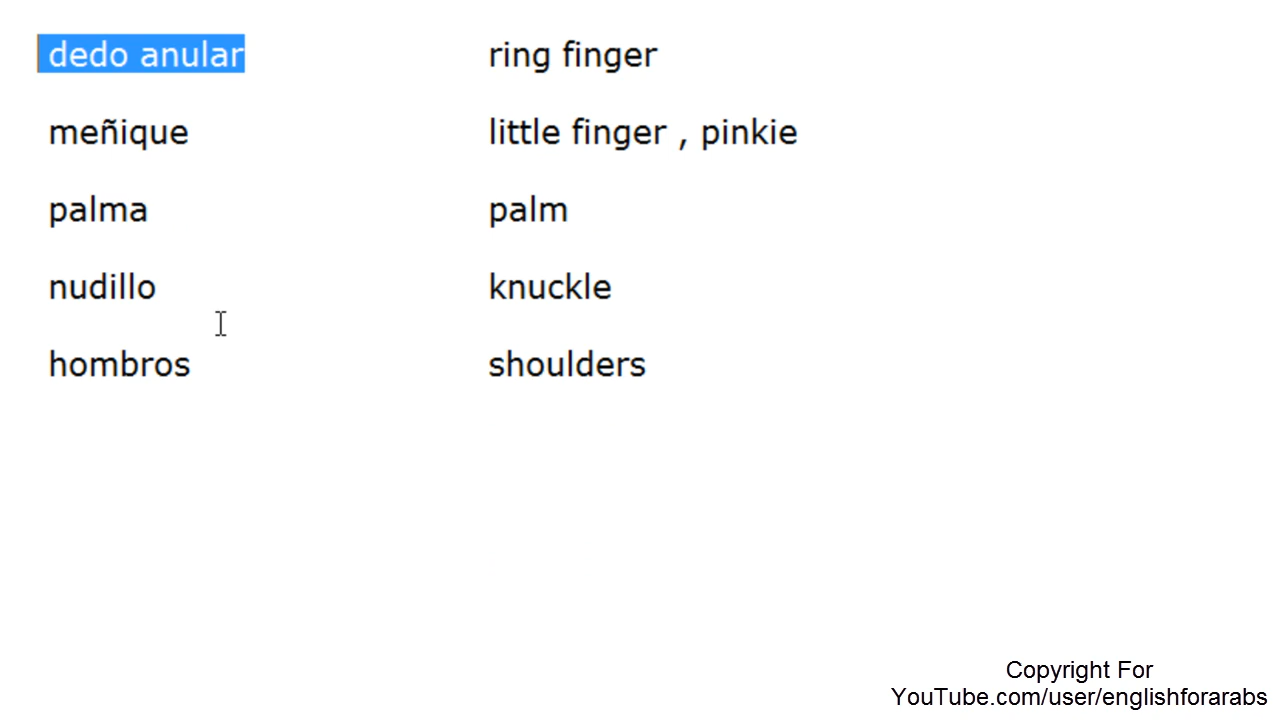 dedo anular ring finger
meñique little finger , pinkie
palma palm
nudillo knuckle
hombros shoulders
Copyright For
YouTube.com/user/englishforarabs